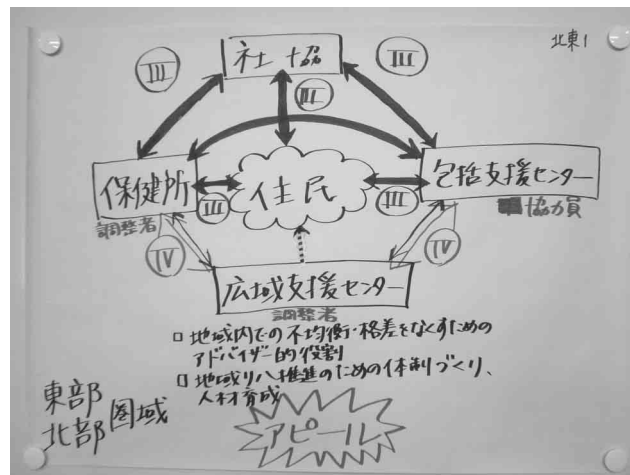 北東1
社協
III
III
III
保健所
調整者
住民
III
III
包括支援センター
協力員
IV
IV
広域支援センター
調整者
□ 地域内での不均衡・格差をなくすための
アドバイザー的役割
□ 地域リハ推進のための体制づくり、
人材育成
東部
北部
圏域
アピール